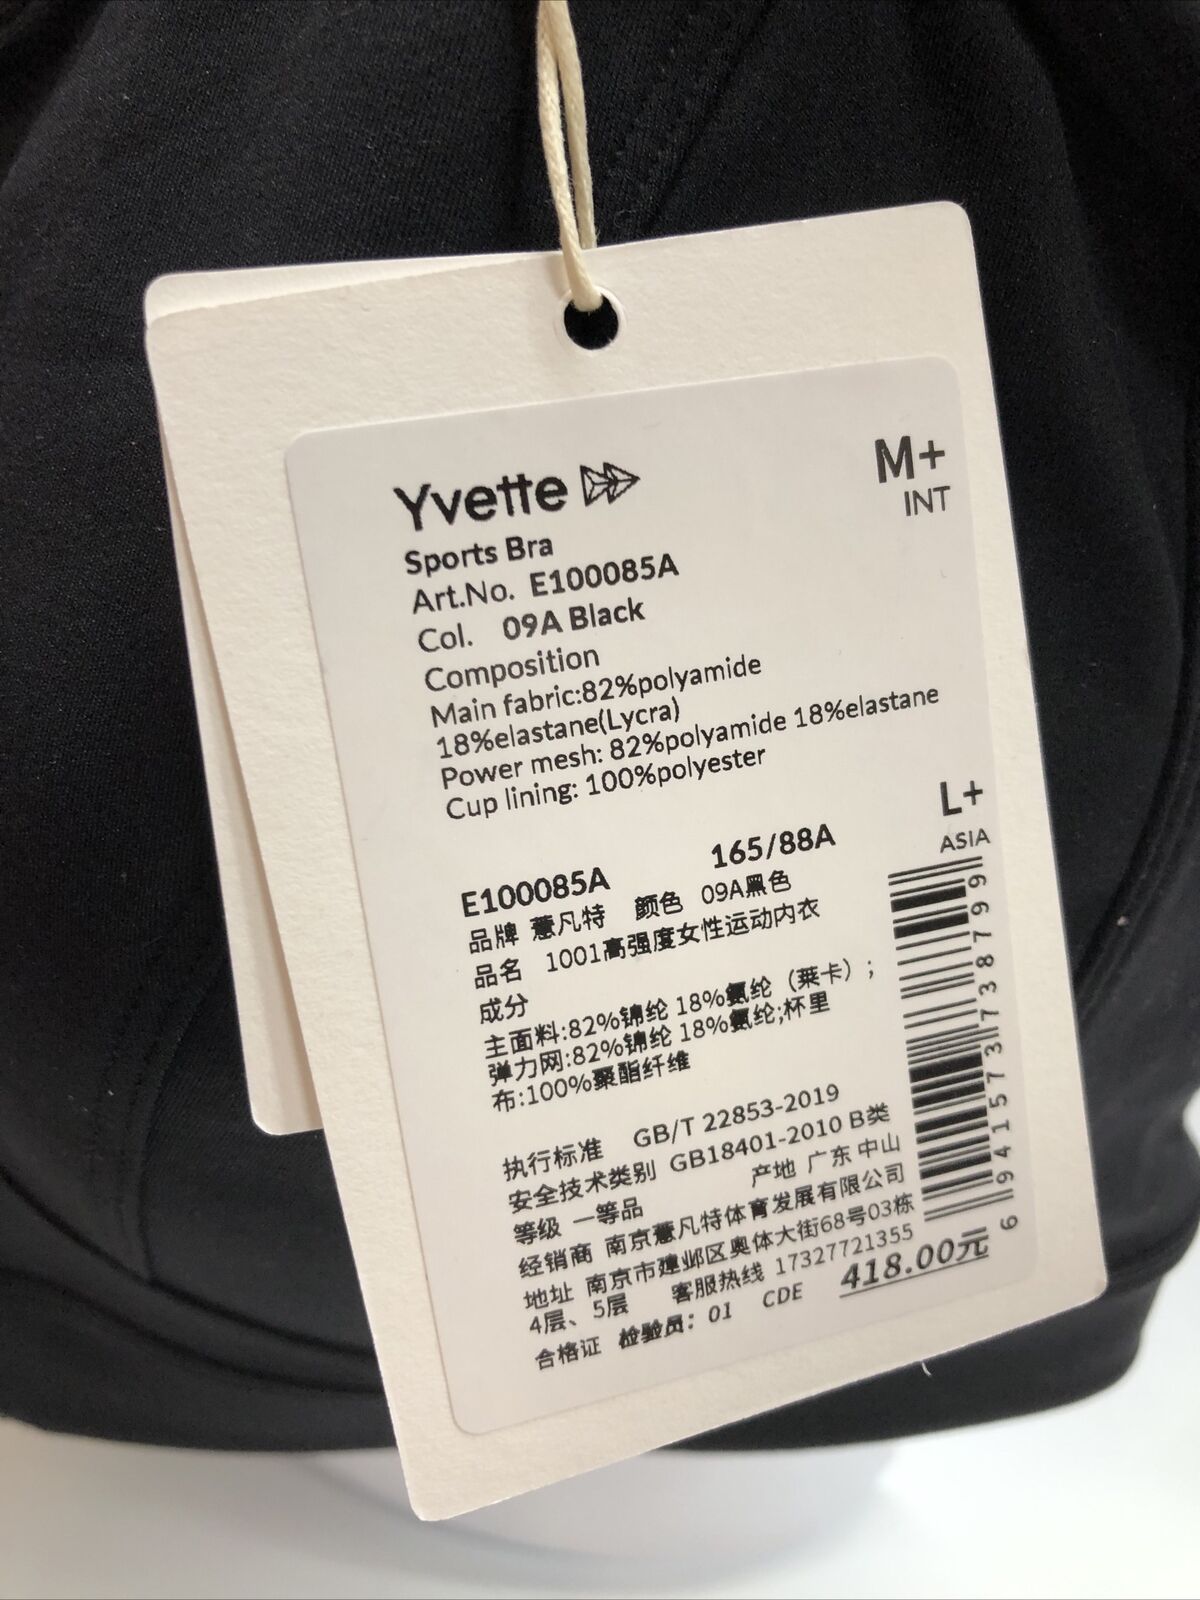 Yvette
M+
INT
Sports Bra
Art.No. E100085A
Col. 09A Black
Composition
Main fabric:82%polyamide
18%elastane(Lycra)
Power mesh: 82%polyamide 18%elastane
Cup lining: 100%polyester
L+
ASIA
E100085A 165/88A
品牌 薏凡特 颜色 09A黑色
品名 1001高强度女性运动内衣
成分
主面料:82%锦纶 18%氨纶（莱卡）;
弹力网:82%锦纶 18%氨纶;杯里
布:100%聚酯纤维
执行标准 GB/T 22853-2019
安全技术类别 GB18401-2010 B类
等级 一等品 产地 广东 中山
经销商 南京薏凡特体育发展有限公司
地址 南京市建邺区奥体大街68号03栋
4层、5层 客服热线 17327721355
合格证 检验员：01 CDE 418.00元
6 941573 738799